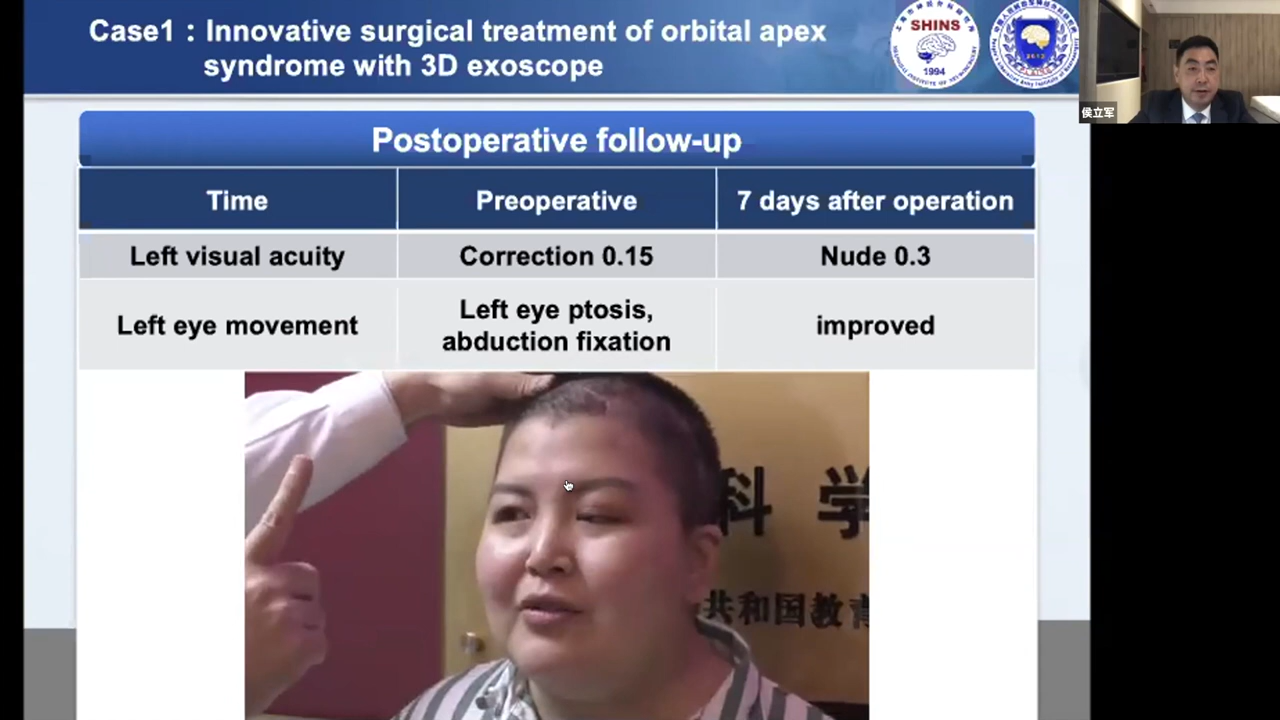 Case1：Innovative surgical treatment of orbital apex
syndrome with 3D exoscope
SHINS
1994
侯立军
Postoperative follow-up
Time Preoperative 7 days after operation
Left visual acuity Correction 0.15 Nude 0.3
Left eye movement Left eye ptosis,
abduction fixation improved
科 学
共和国教育